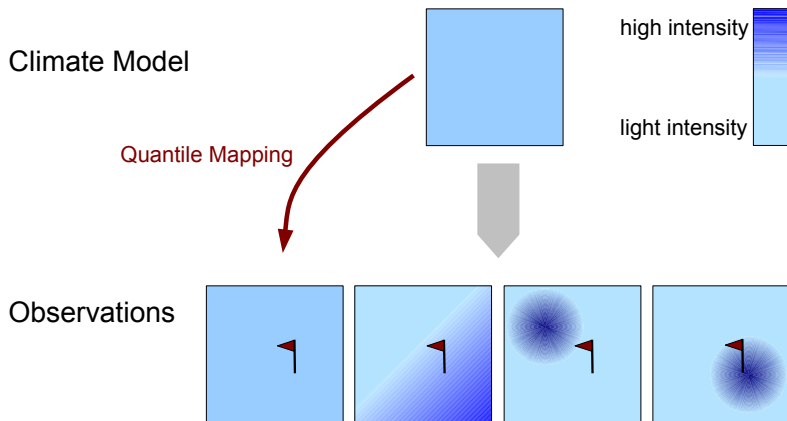 high intensity
Climate Model
light intensity
Quantile Mapping
Observations